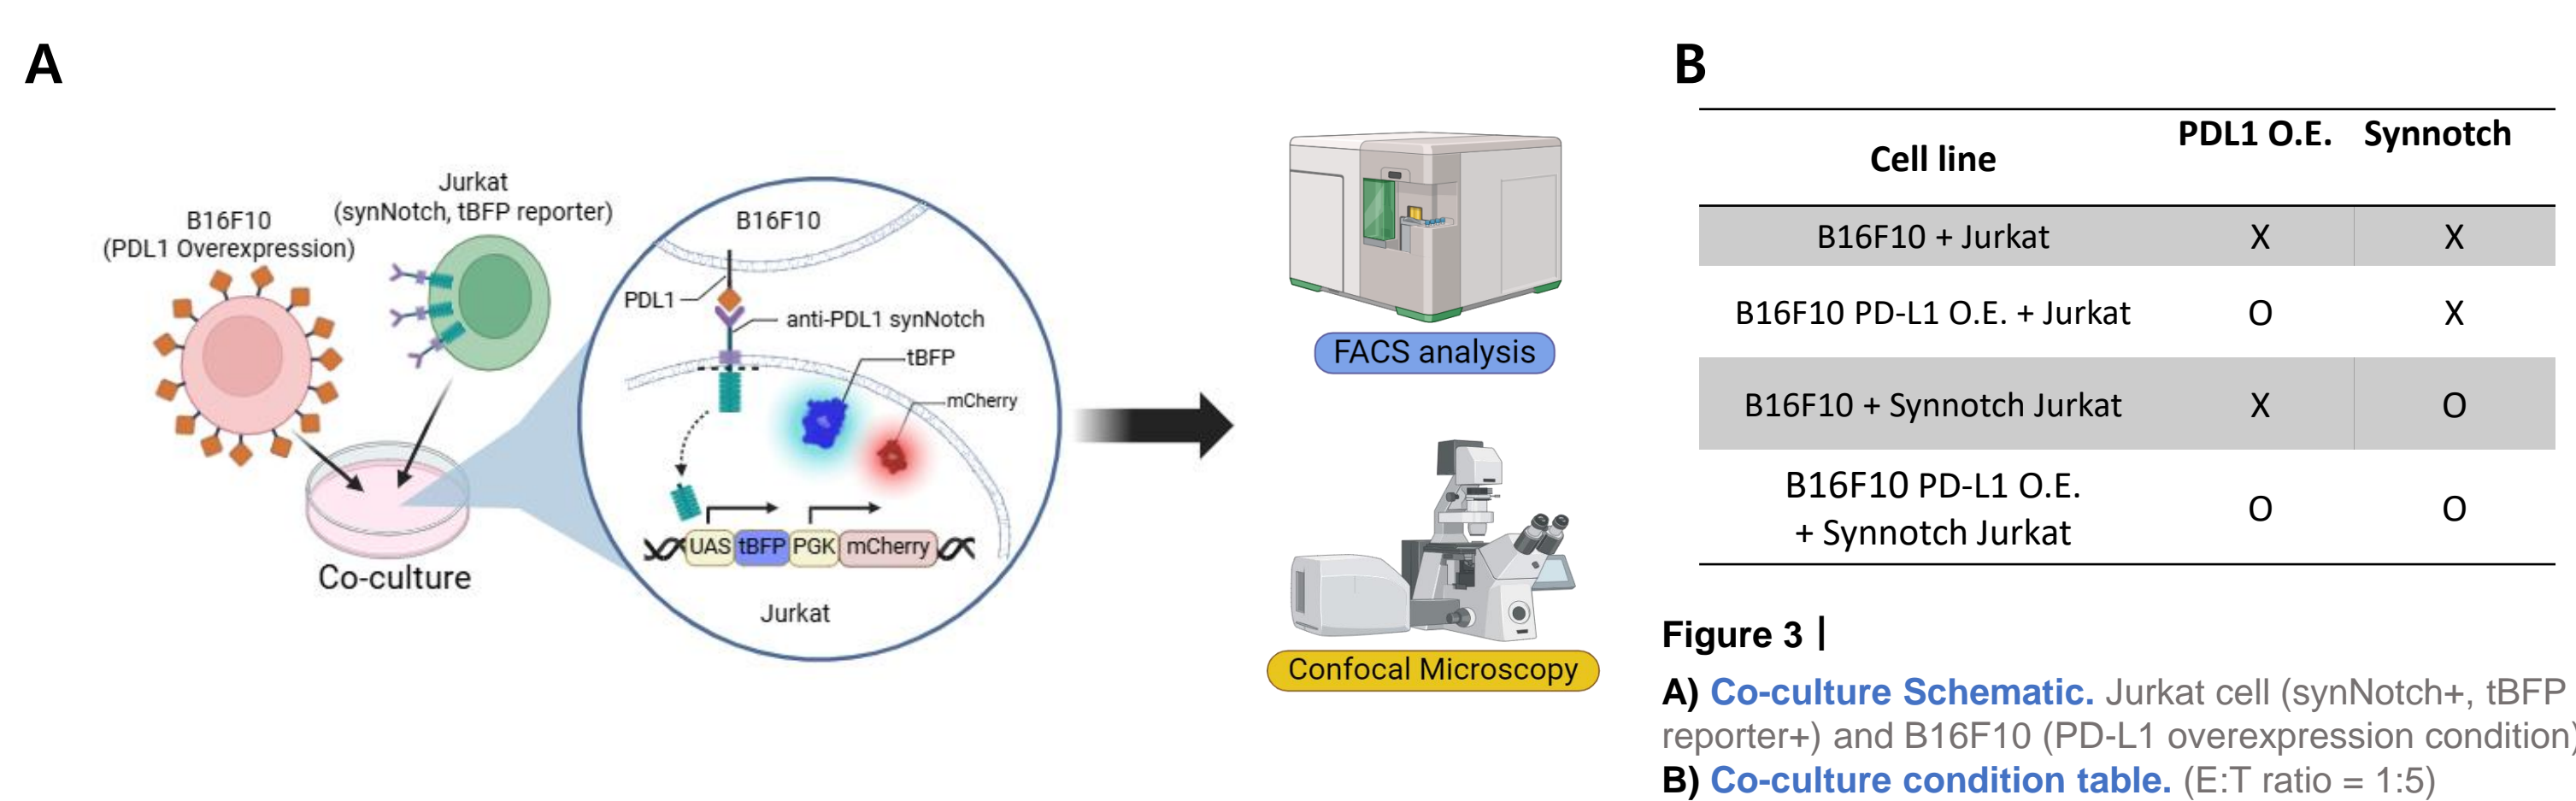 A
B16F10
(PDL1 Overexpression)
Jurkat
(synNotch, tBFP reporter)
Co-culture
B16F10
PDL1
anti-PDL1 synNotch
tBFP
mCherry
UAS tBFP PGK mCherry
Jurkat
FACS analysis
Confocal Microscopy
B
Cell line PDL1 O.E. Synnotch
B16F10 + Jurkat X X
B16F10 PD-L1 O.E. + Jurkat O X
B16F10 + Synnotch Jurkat X O
B16F10 PD-L1 O.E.
+ Synnotch Jurkat O O
Figure 3 |
A) Co-culture Schematic. Jurkat cell (synNotch+, tBFP
reporter+) and B16F10 (PD-L1 overexpression condition)
B) Co-culture condition table. (E:T ratio = 1:5)